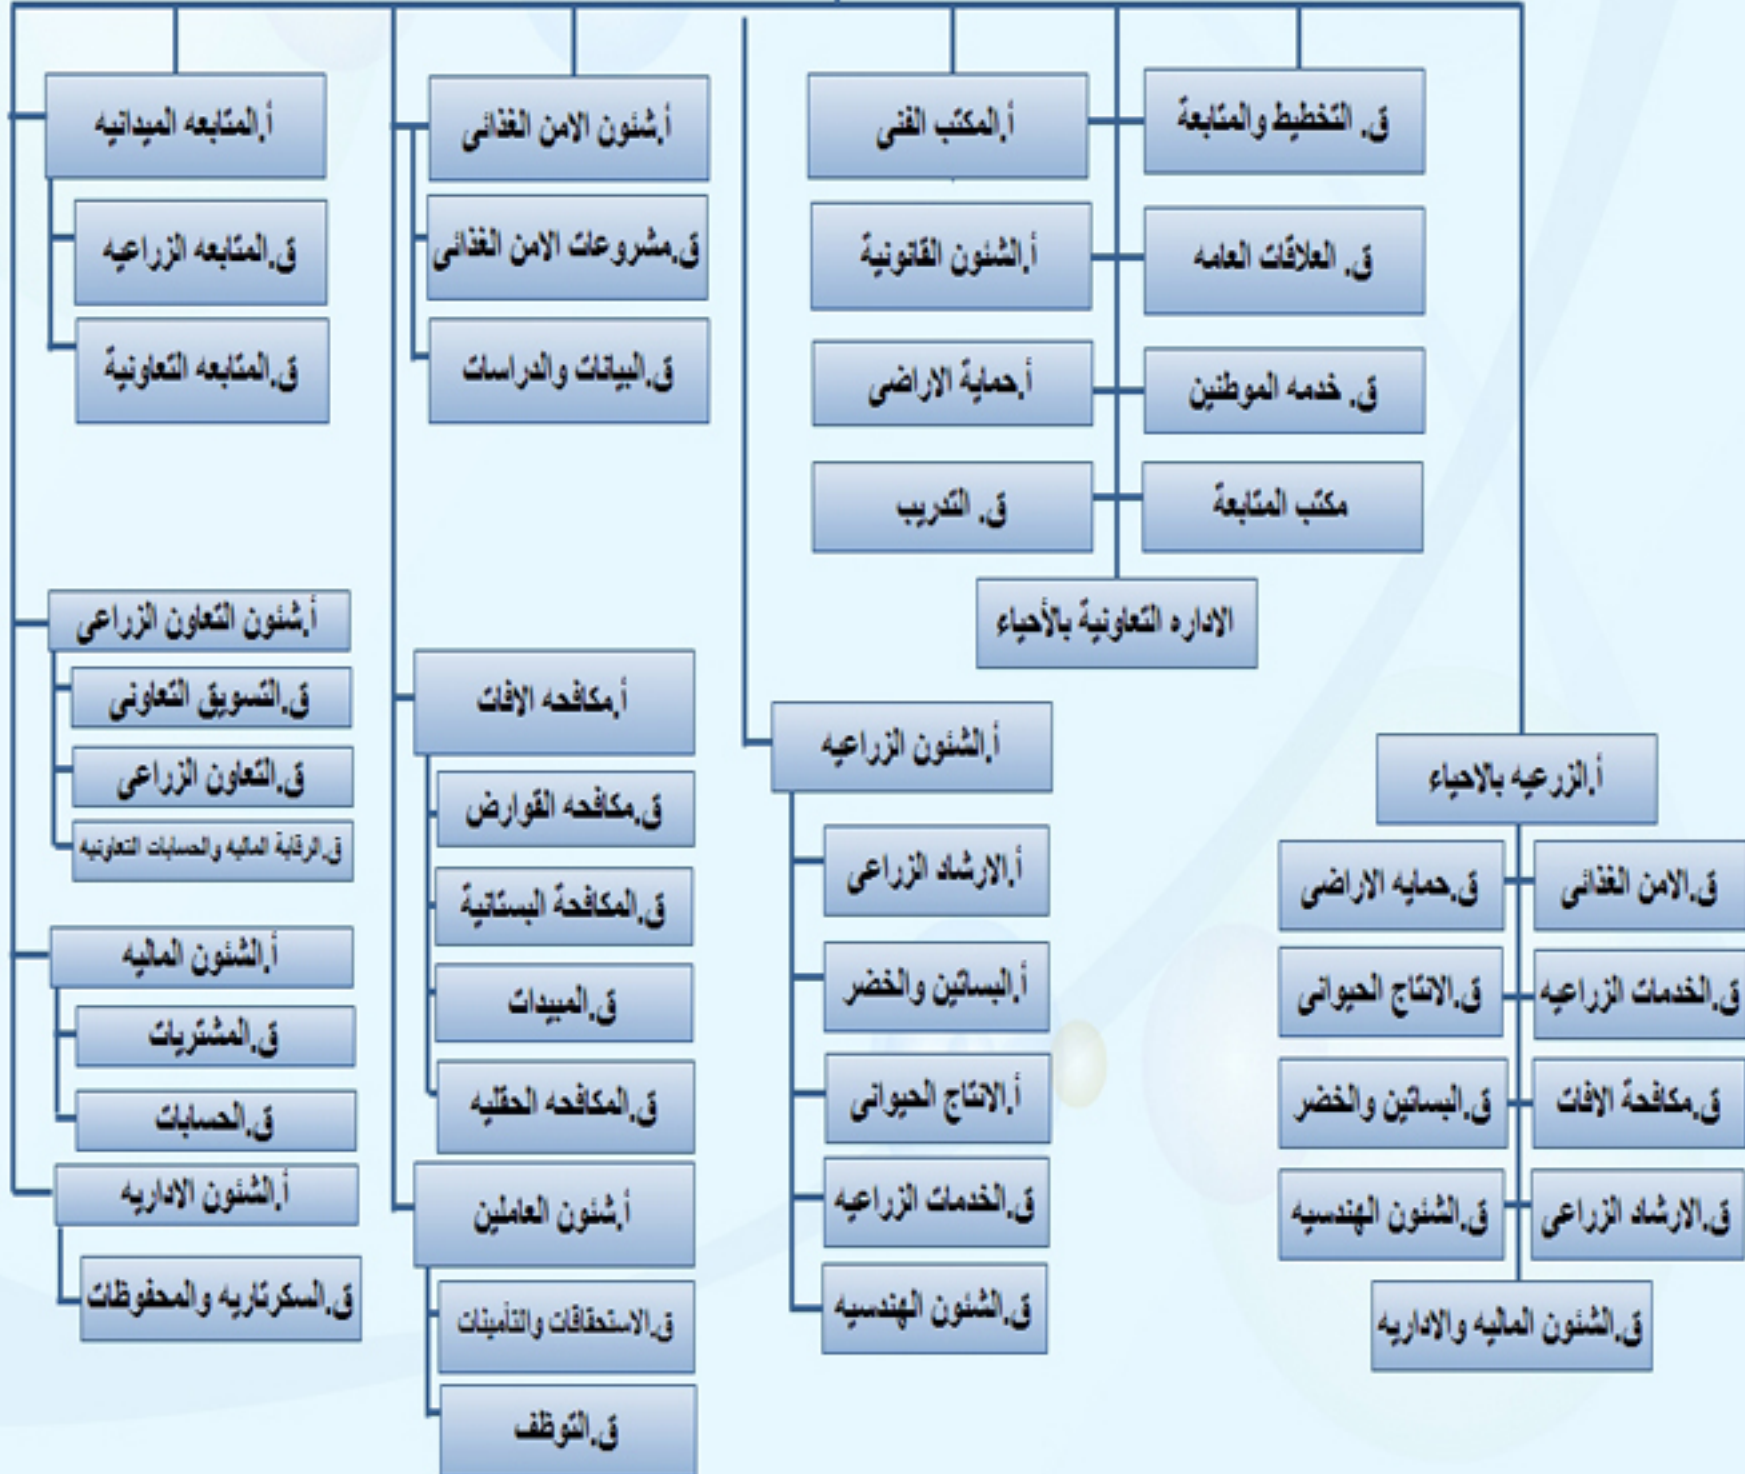 ق. التخطيط والمتابعة
أ.المكتب الفنى
ق. العلاقات العامه
أ.الشئون القانونية
ق. خدمه الموطنين
أ.حماية الاراضى
مكتب المتابعة
ق. التدريب
الاداره التعاونية بالأحياء
أ.الزرعيه بالاحياء
ق.الامن الغذائى
ق.حمايه الاراضى
ق.الخدمات الزراعيه
ق.الانتاج الحيوانى
ق.مكافحة الافات
ق.البساتين والخضر
ق.الارشاد الزراعى
ق.الشئون الهندسيه
ق.الشئون الماليه والاداريه
أ.الشئون الزراعيه
أ.الارشاد الزراعى
أ.البساتين والخضر
أ.الانتاج الحيوانى
ق.الخدمات الزراعيه
ق.الشئون الهندسيه
أ.شئون الامن الغذائى
ق.مشروعات الامن الغذائى
ق.البيانات والدراسات
أ.مكافحه الافات
ق.مكافحه القوارض
ق.المكافحة البستانية
ق.المبيدات
ق.المكافحه الحقليه
أ.شئون العاملين
ق.الاستحقاقات والتأمينات
ق.التوظف
أ.المتابعه الميدانيه
ق.المتابعه الزراعيه
ق.المتابعه التعاونية
أ.شئون التعاون الزراعى
ق.التسويق التعاونى
ق.التعاون الزراعى
ق.الرقابة الماليه والحسابات التعاونيه
أ.الشئون الماليه
ق.المشتريات
ق.الحسابات
أ.الشئون الاداريه
ق.السكرتاريه والمحفوظات